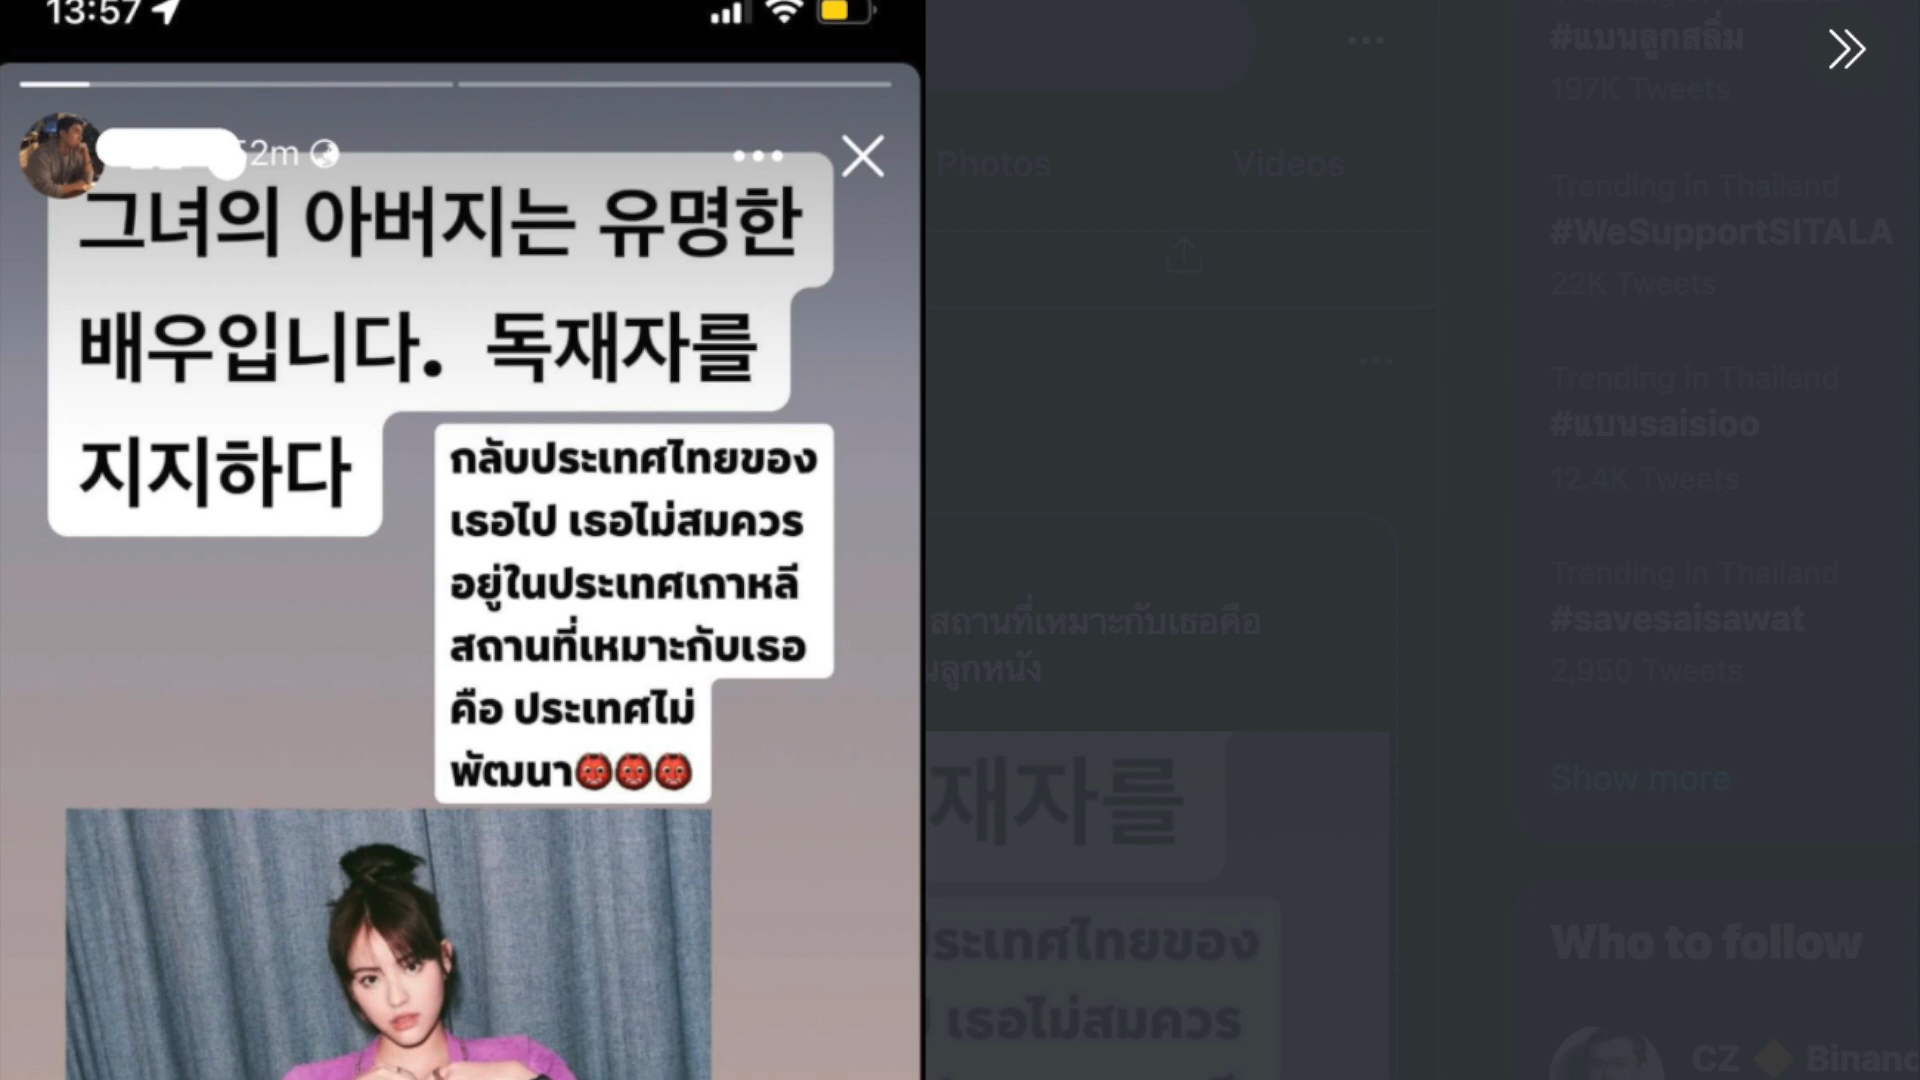 13:57
52m
그녀의 아버지는 유명한
배우입니다. 독재자를
지지하다
กลับประเทศไทยของ
เธอไป เธอไม่สมควร
อยู่ในประเทศเกาหลี
สถานที่เหมาะกับเธอ
คือ ประเทศไม่
พัฒนา👹👹👹
Photos
Videos
สถานที่เหมาะกับเธอคือ
นลูกหนัง
재자를
ระเทศไทยของ
เธอไม่สมควร
#แบนลูกสลิ่ม
197K Tweets
Trending in Thailand
#WeSupportSITALA
22K Tweets
Trending in Thailand
#แบนsaisioo
12.4K Tweets
Trending in Thailand
#savesaisawat
2,950 Tweets
Show more
Who to follow
CZ 🔶 Binanc